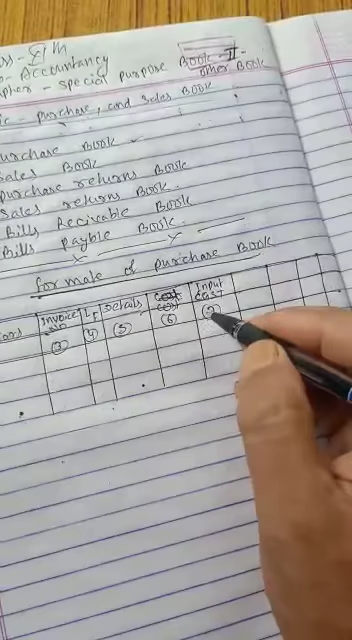 Accountancy
special purpose Book - II -
other Book
purchase, and sales Book
urchase Book
ales Book
purchase returns Book
sales returns Book.
Bills Recivable Book
Bills payble Book.
x x
formate of purchase Book
Invoice L.F Details Cost Input
CGST
3 4 5 6 7